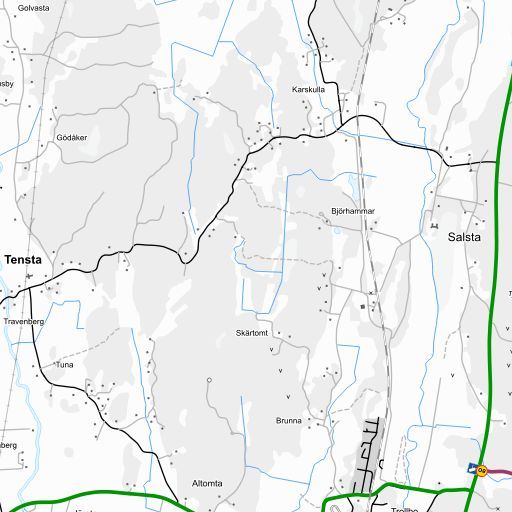 Golvasta
Karskulla
Gödåker
Björhammar
Salsta
Tensta
Travenberg
Skärtomt
Tuna
Brunna
Altomta